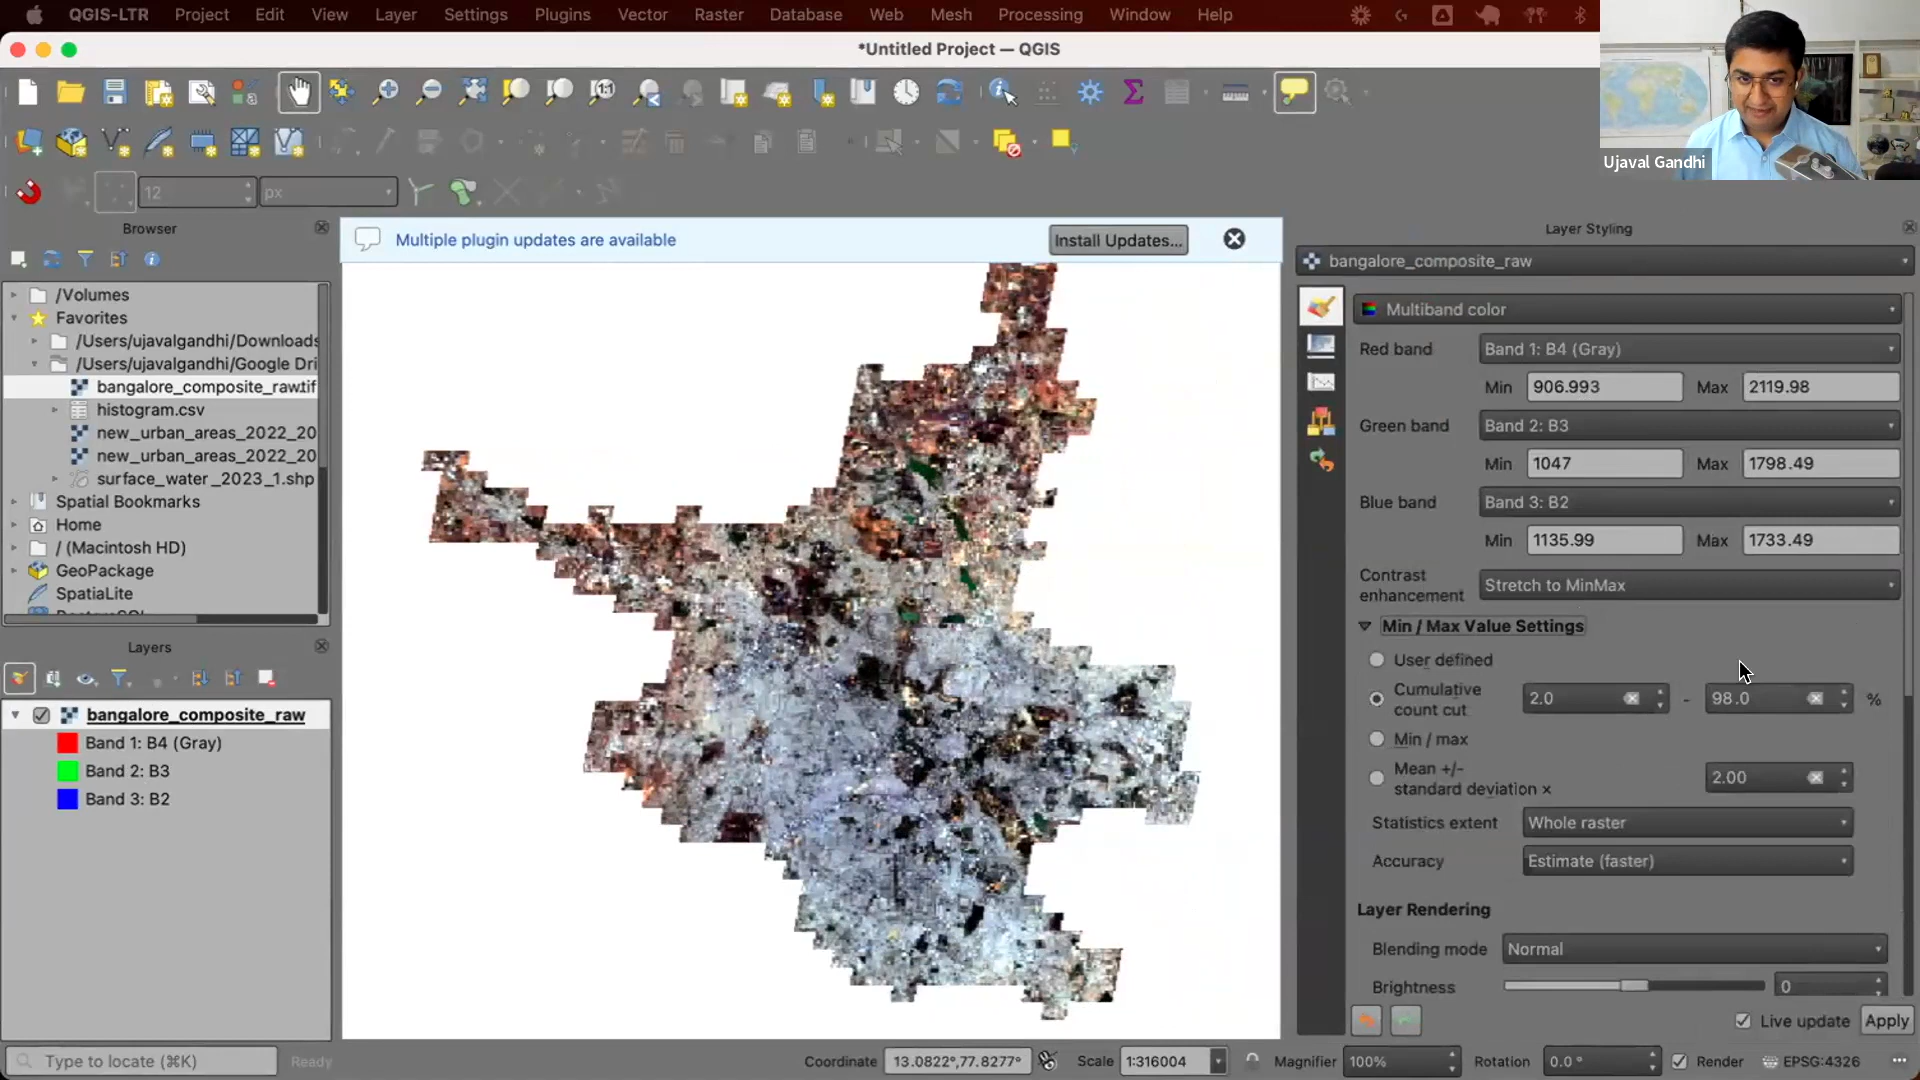 QGIS-LTR Project Edit View Layer Settings Plugins Vector Raster Database Web Mesh Processing Window Help
*Untitled Project — QGIS
Ujaval Gandhi
12 px
Browser
/Volumes
Favorites
/Users/ujavalgandhi/Downloads
/Users/ujavalgandhi/Google Dri
bangalore_composite_raw.tif
histogram.csv
new_urban_areas_2022_20
new_urban_areas_2022_20
surface_water_2023_1.shp
Spatial Bookmarks
Home
/ (Macintosh HD)
GeoPackage
SpatiaLite
Layers
bangalore_composite_raw
Band 1: B4 (Gray)
Band 2: B3
Band 3: B2
Multiple plugin updates are available
Install Updates...
Layer Styling
bangalore_composite_raw
Multiband color
Red band Band 1: B4 (Gray)
Min 906.993 Max 2119.98
Green band Band 2: B3
Min 1047 Max 1798.49
Blue band Band 3: B2
Min 1135.99 Max 1733.49
Contrast
enhancement
Stretch to MinMax
Min / Max Value Settings
User defined
Cumulative
count cut
2.0 - 98.0 %
Min / max
Mean +/-
standard deviation ×
2.00
Statistics extent Whole raster
Accuracy Estimate (faster)
Layer Rendering
Blending mode Normal
Brightness 0
Live update Apply
Type to locate (⌘K) Ready Coordinate 13.0822°,77.8277° Scale 1:316004 Magnifier 100% Rotation 0.0 ° Render EPSG:4326